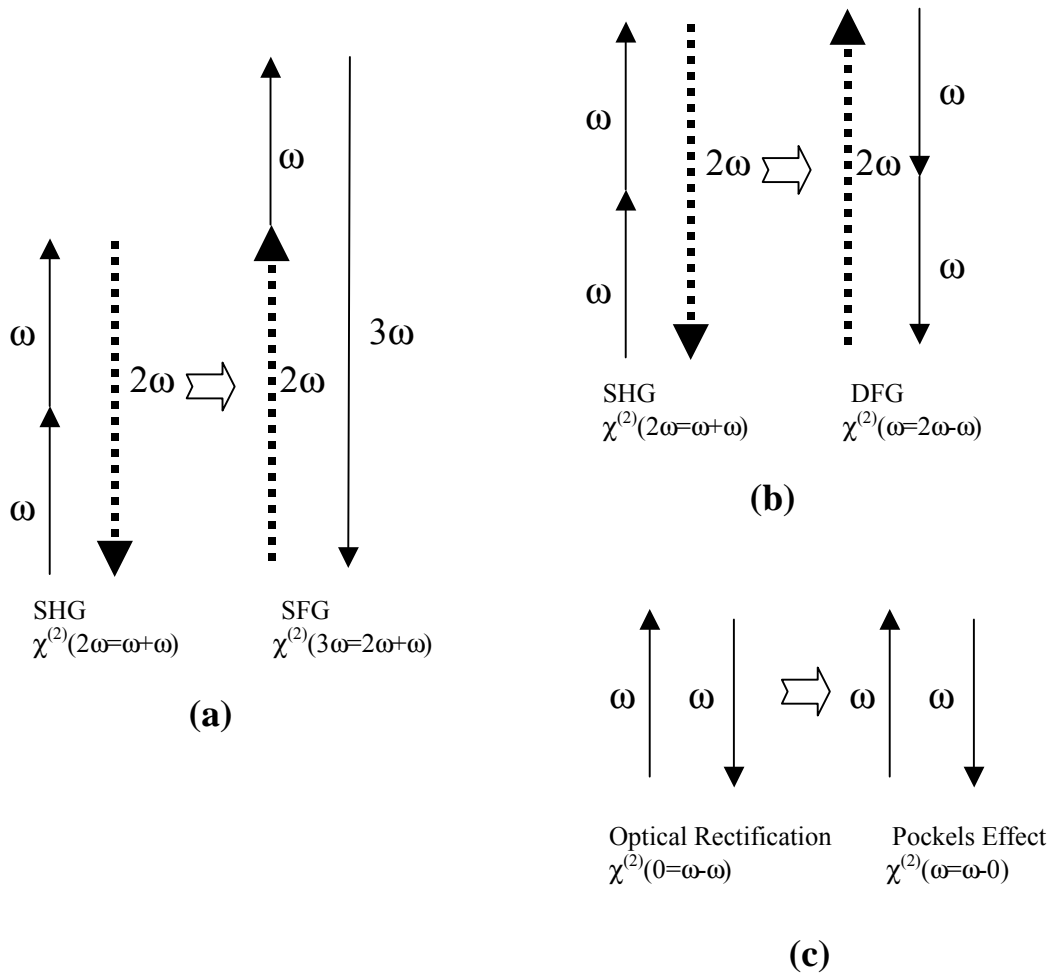 ω
ω
2ω
2ω
ω
3ω
SHG
χ(2)(2ω=ω+ω)
SFG
χ(2)(3ω=2ω+ω)
(a)
ω
ω
2ω
2ω
ω
ω
SHG
χ(2)(2ω=ω+ω)
DFG
χ(2)(ω=2ω-ω)
(b)
ω
ω
ω
ω
Optical Rectification
χ(2)(0=ω-ω)
Pockels Effect
χ(2)(ω=ω-0)
(c)